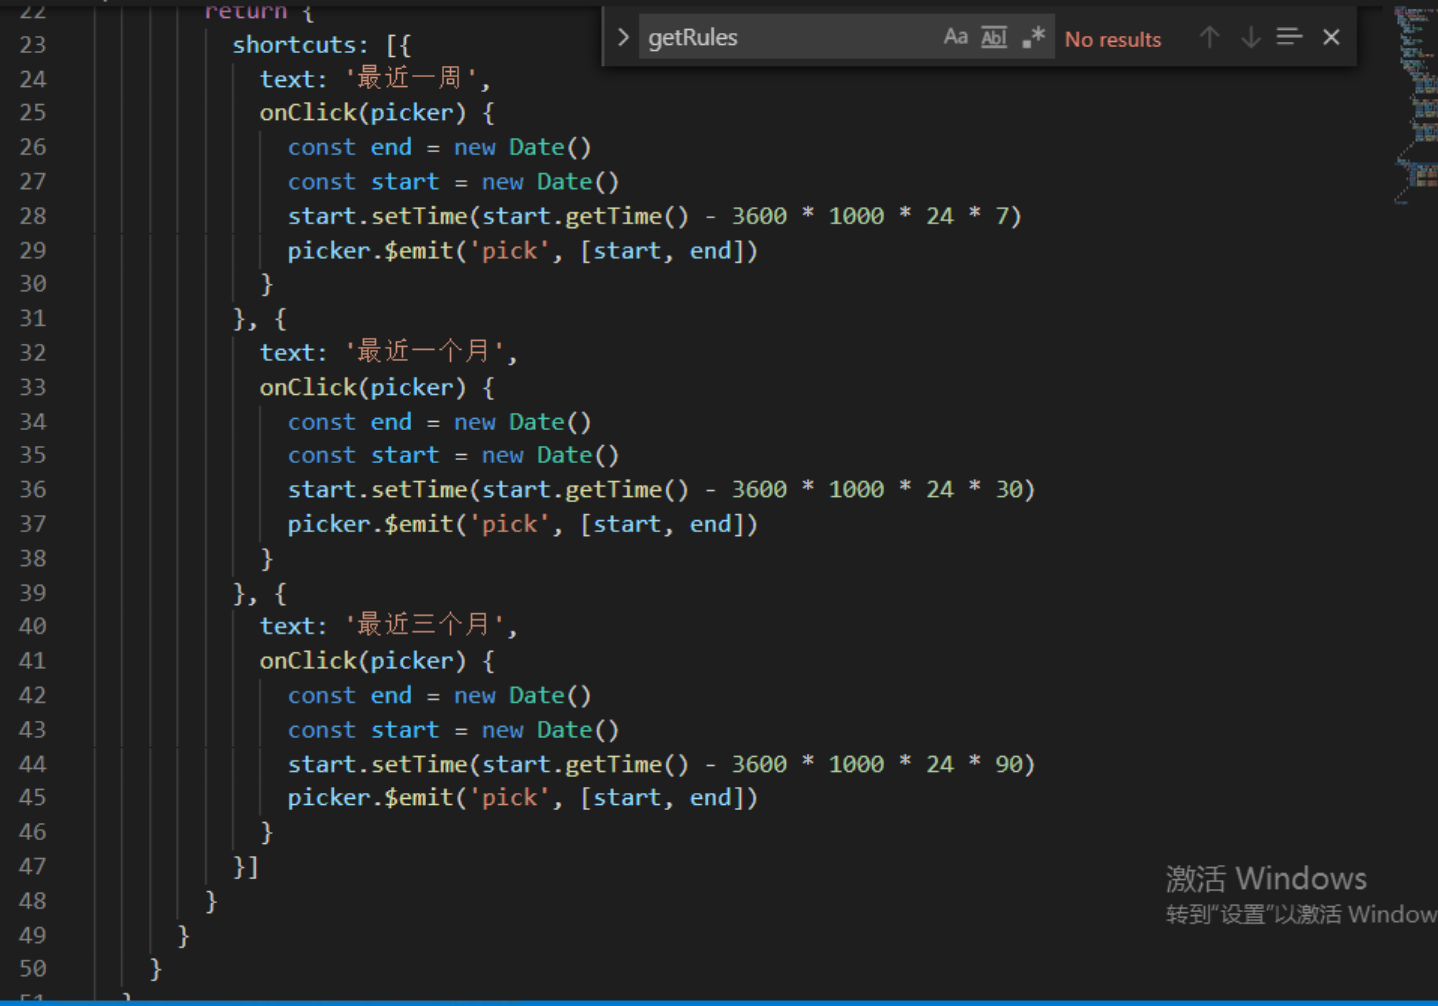 22 return {
23 shortcuts: [{
24 text: '最近一周',
25 onClick(picker) {
26 const end = new Date()
27 const start = new Date()
28 start.setTime(start.getTime() - 3600 * 1000 * 24 * 7)
29 picker.$emit('pick', [start, end])
30 }
31 }, {
32 text: '最近一个月',
33 onClick(picker) {
34 const end = new Date()
35 const start = new Date()
36 start.setTime(start.getTime() - 3600 * 1000 * 24 * 30)
37 picker.$emit('pick', [start, end])
38 }
39 }, {
40 text: '最近三个月',
41 onClick(picker) {
42 const end = new Date()
43 const start = new Date()
44 start.setTime(start.getTime() - 3600 * 1000 * 24 * 90)
45 picker.$emit('pick', [start, end])
46 }
47 }]
48 }
49 }
50 }
51 }
getRules Aa Abl .* No results
激活 Windows
转到"设置"以激活 Window